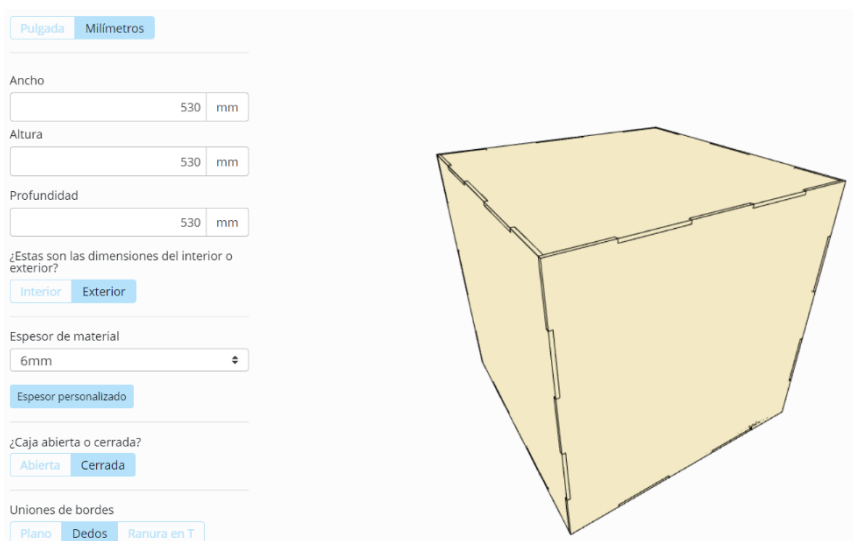 Pulgada Milímetros
Ancho
530 mm
Altura
530 mm
Profundidad
530 mm
¿Estas son las dimensiones del interior o
exterior?
Interior Exterior
Espesor de material
6mm
Espesor personalizado
¿Caja abierta o cerrada?
Abierta Cerrada
Uniones de bordes
Plano Dedos Ranura en T